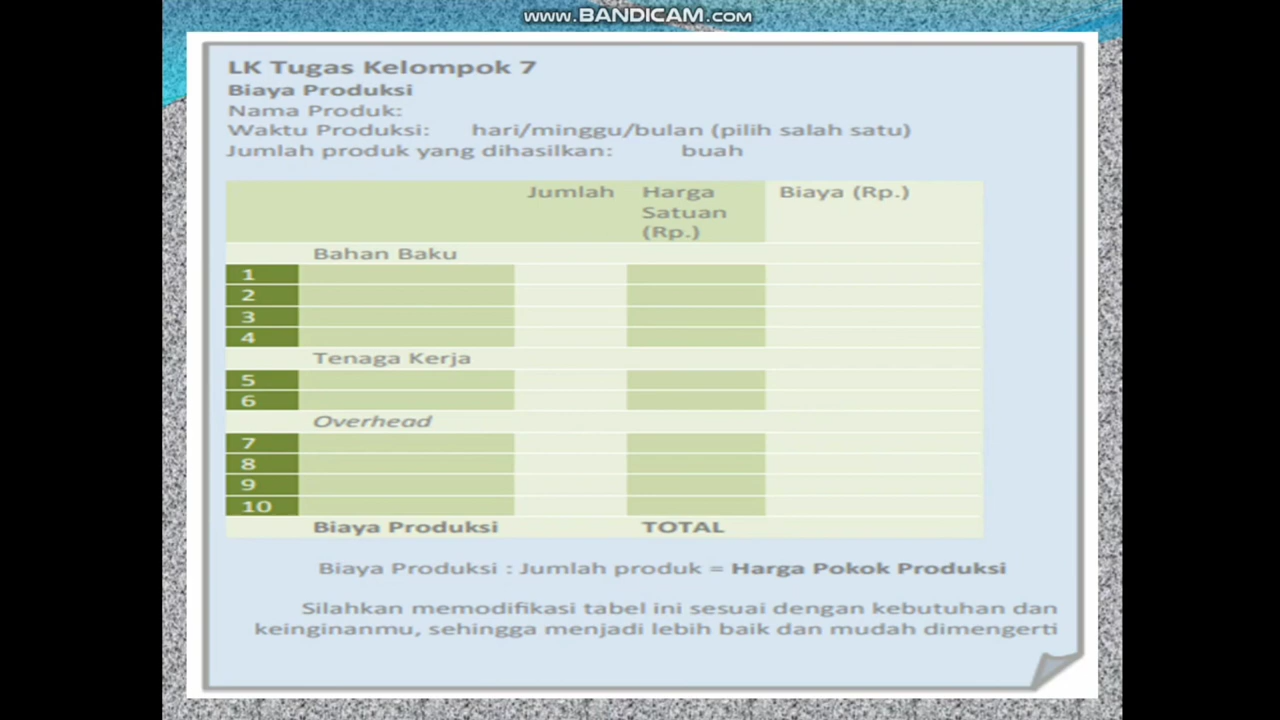 www.BANDICAM.com
LK Tugas Kelompok 7
Biaya Produksi
Nama Produk:
Waktu Produksi: hari/minggu/bulan (pilih salah satu)
Jumlah produk yang dihasilkan: buah
Jumlah Harga Satuan (Rp.) Biaya (Rp.)
Bahan Baku
1
2
3
4
Tenaga Kerja
5
6
Overhead
7
8
9
10
Biaya Produksi TOTAL
Biaya Produksi : Jumlah produk = Harga Pokok Produksi
Silahkan memodifikasi tabel ini sesuai dengan kebutuhan dan
keinginanmu, sehingga menjadi lebih baik dan mudah dimengerti